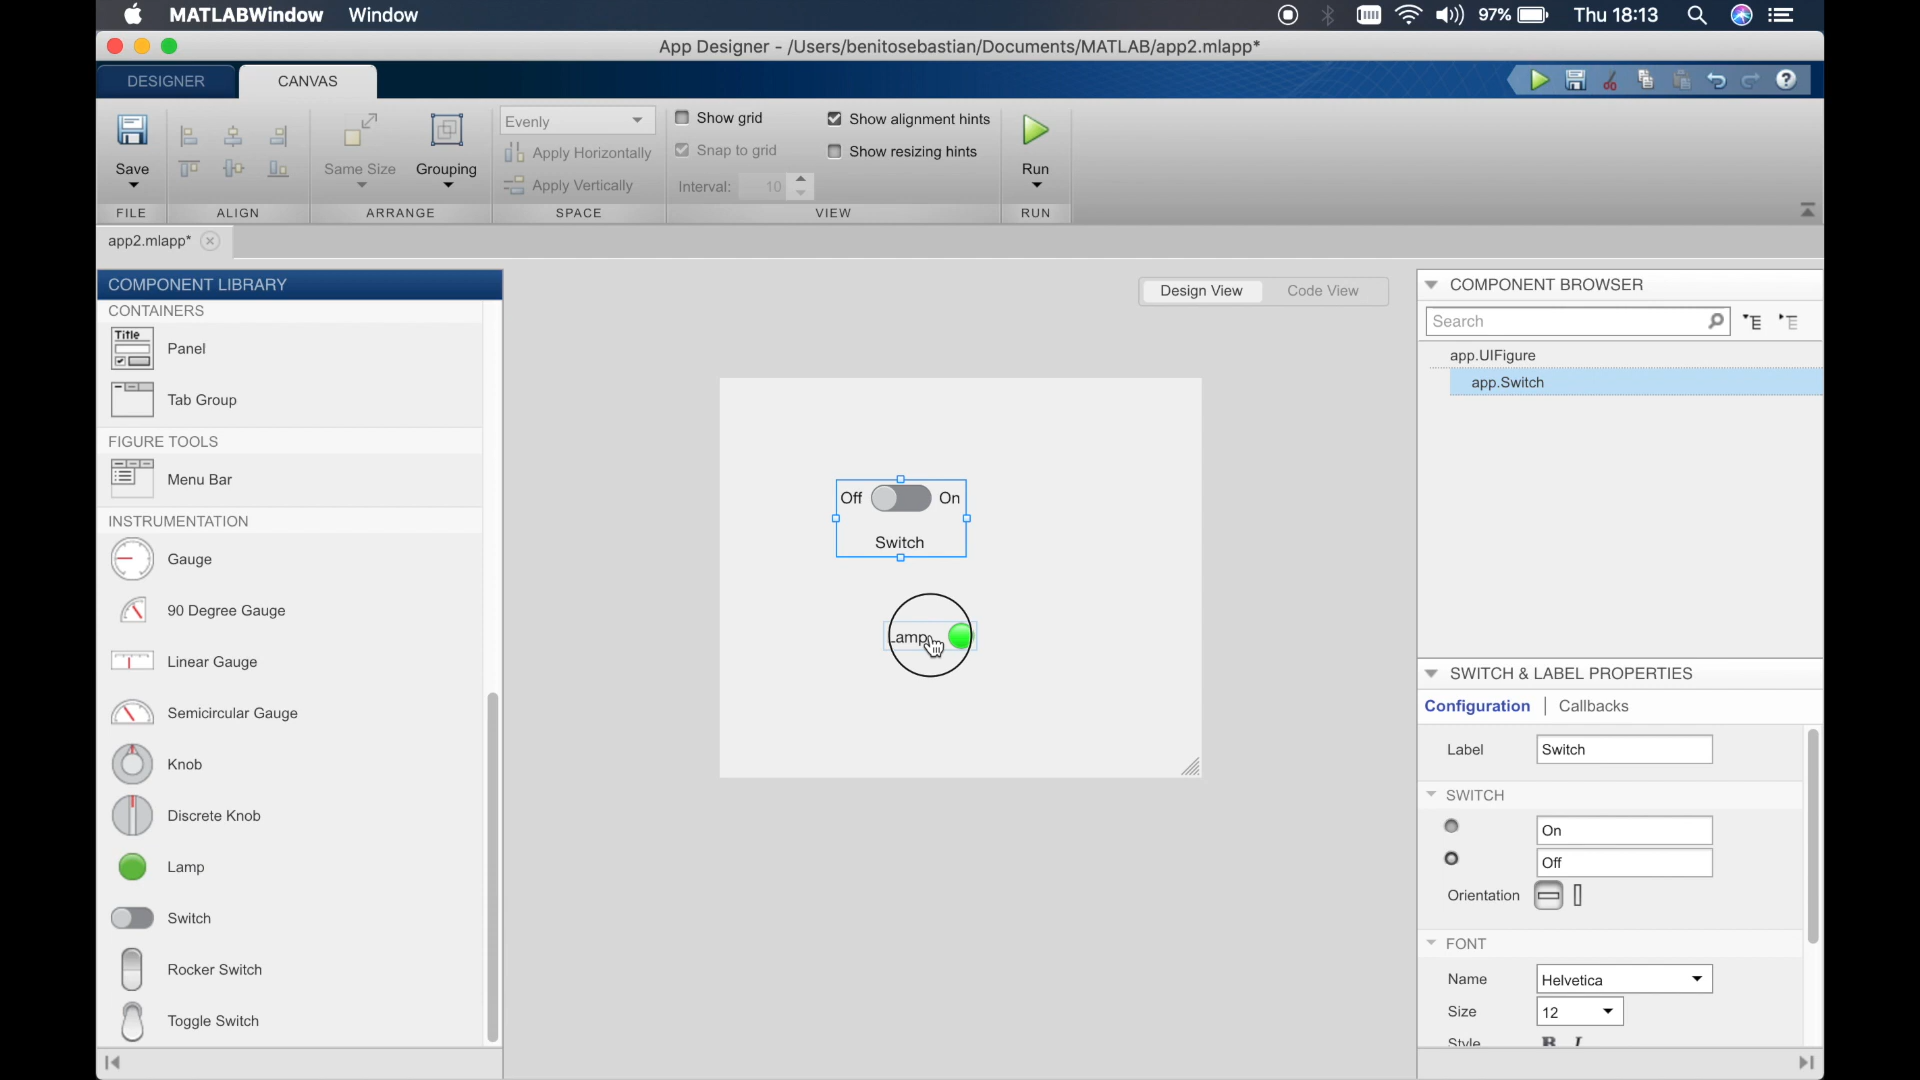 MATLABWindow Window 97% Thu 18:13
App Designer - /Users/benitosebastian/Documents/MATLAB/app2.mlapp*
DESIGNER CANVAS
Save
Same Size
Grouping
Evenly
Apply Horizontally
Apply Vertically
Show grid
Snap to grid
Interval: 10
Show alignment hints
Show resizing hints
Run
FILE ALIGN ARRANGE SPACE VIEW RUN
app2.mlapp*
COMPONENT LIBRARY
CONTAINERS
Title
Panel
Tab Group
FIGURE TOOLS
Menu Bar
INSTRUMENTATION
Gauge
90 Degree Gauge
Linear Gauge
Semicircular Gauge
Knob
Discrete Knob
Lamp
Switch
Rocker Switch
Toggle Switch
Design View Code View
Off On
Switch
Lamp
COMPONENT BROWSER
Search
app.UIFigure
app.Switch
SWITCH & LABEL PROPERTIES
Configuration | Callbacks
Label Switch
SWITCH
On
Off
Orientation
FONT
Name Helvetica
Size 12
Style B I